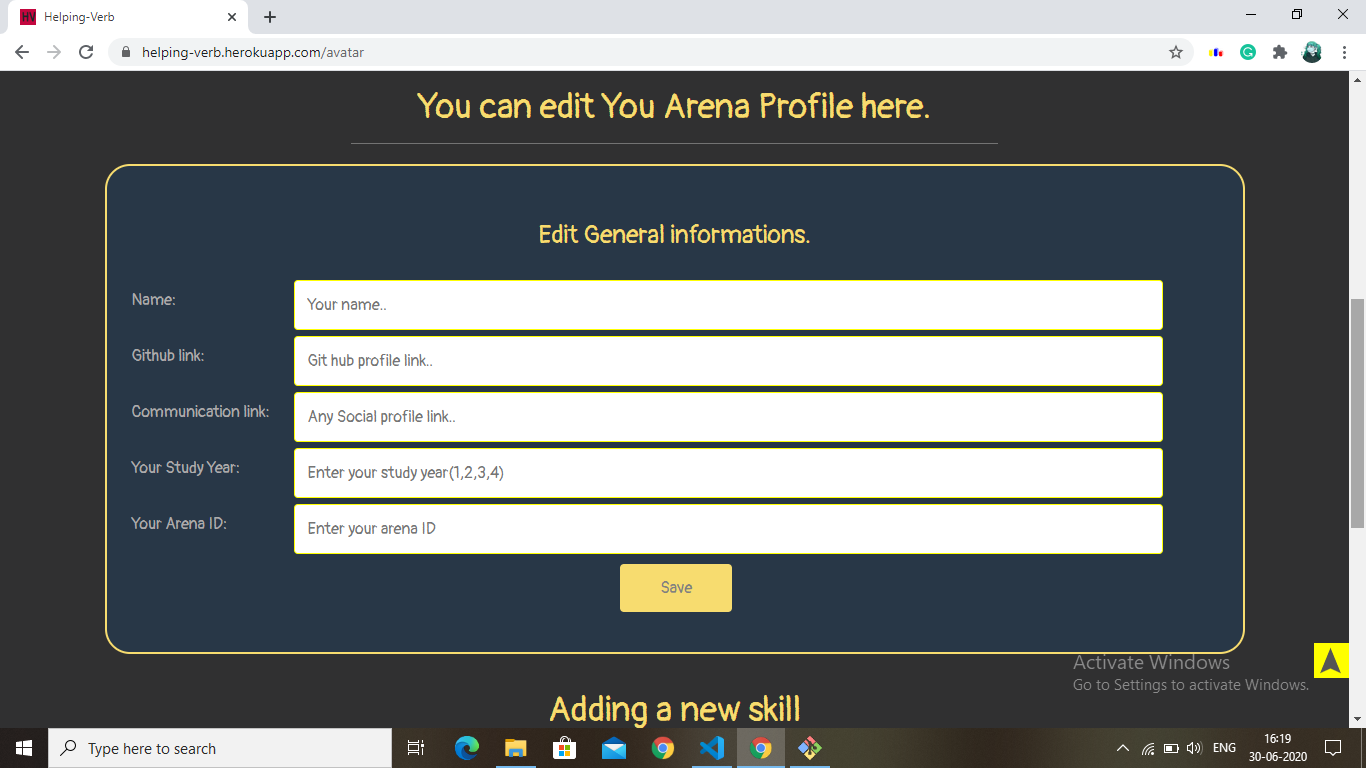 HV Helping-Verb
helping-verb.herokuapp.com/avatar
You can edit You Arena Profile here.
Edit General informations.
Name:
Your name..
Github link:
Git hub profile link..
Communication link:
Any Social profile link..
Your Study Year:
Enter your study year(1,2,3,4)
Your Arena ID:
Enter your arena ID
Save
Activate Windows
Go to Settings to activate Windows.
Adding a new skill
Type here to search
ENG
16:19
30-06-2020